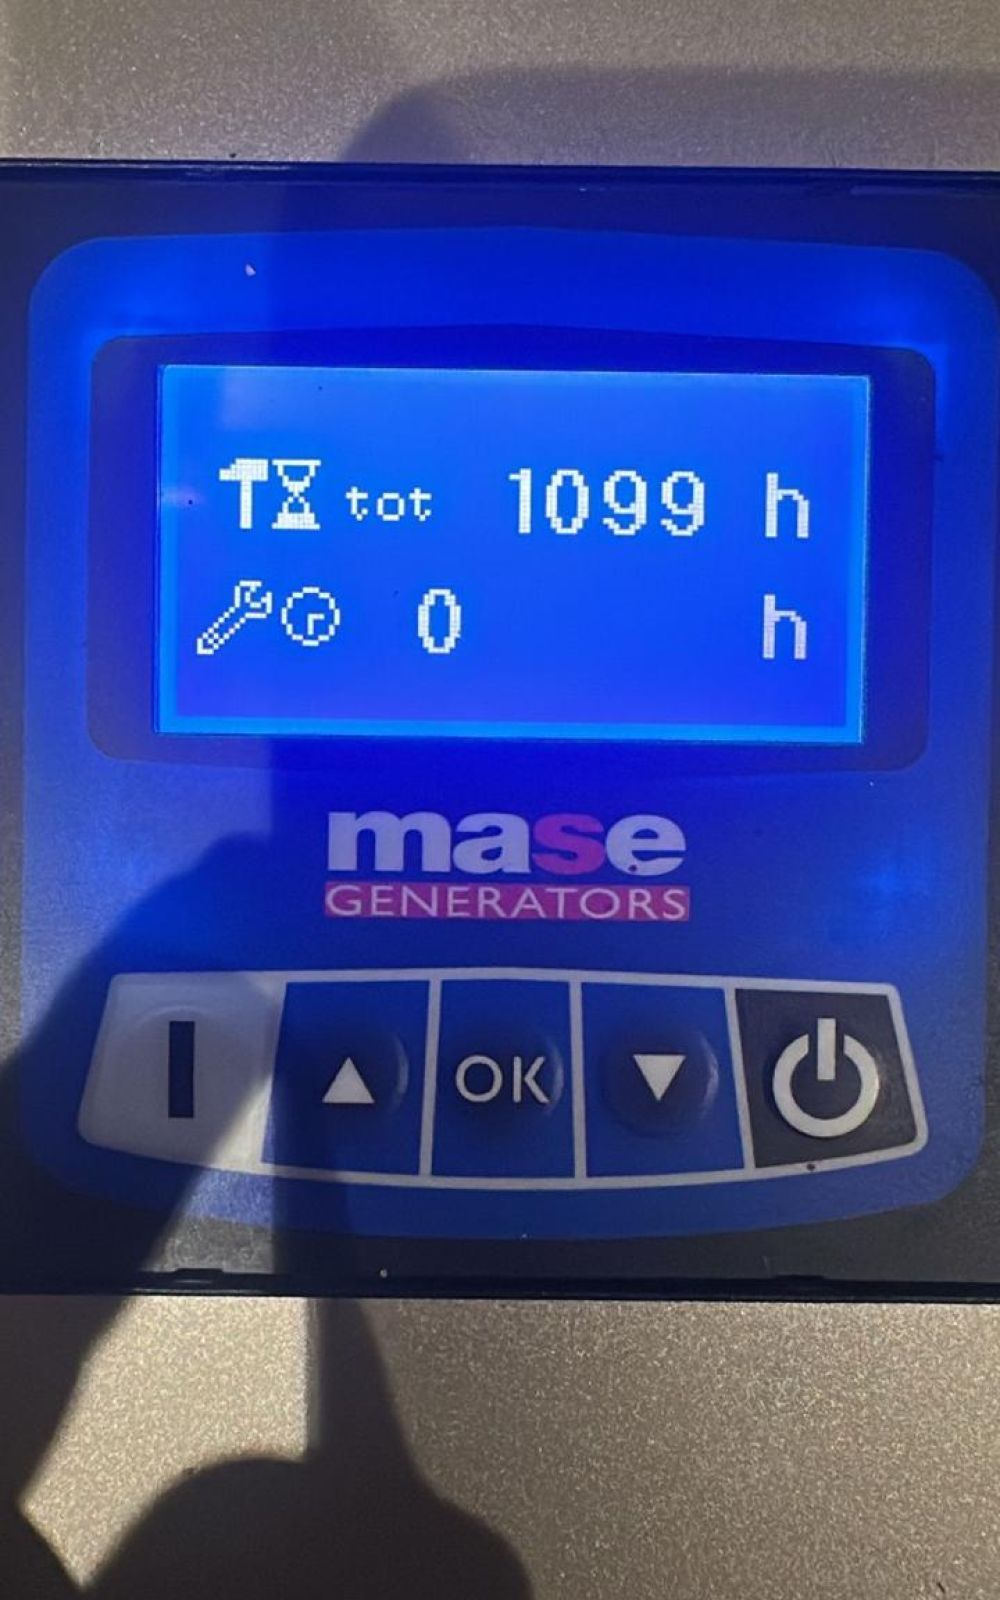 tot 1099 h
0 h
mase
GENERATORS
OK